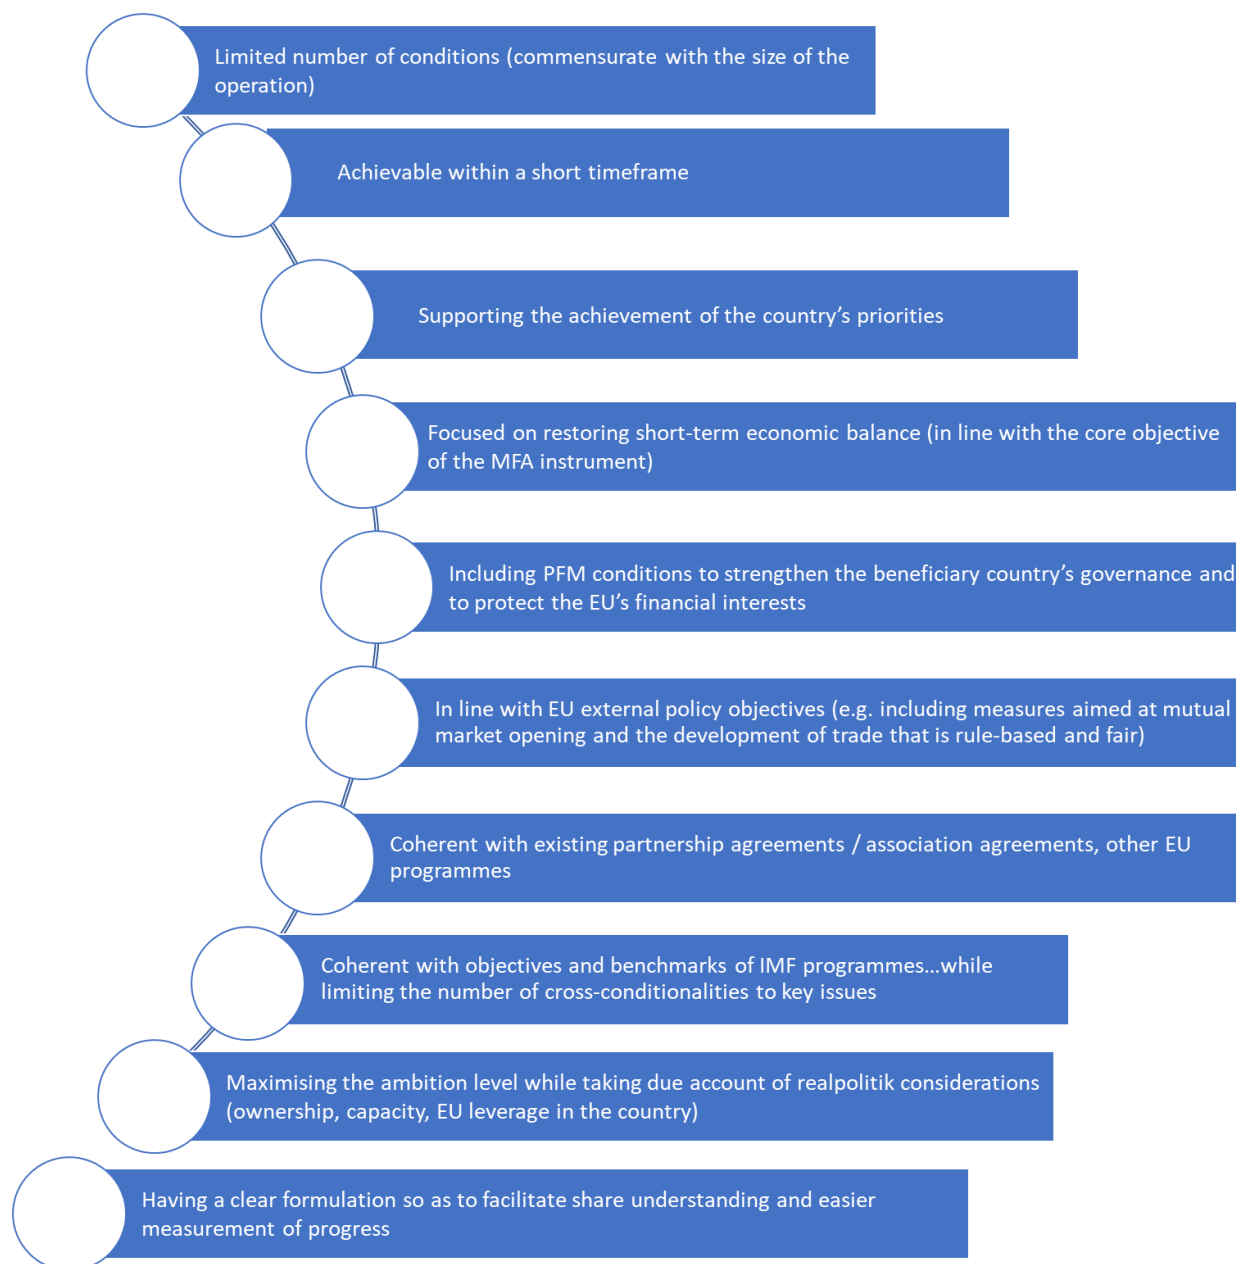 Limited number of conditions (commensurate with the size of the
operation)
Achievable within a short timeframe
Supporting the achievement of the country’s priorities
Focused on restoring short-term economic balance (in line with the core objective
of the MFA instrument)
Including PFM conditions to strengthen the beneficiary country’s governance and
to protect the EU’s financial interests
In line with EU external policy objectives (e.g. including measures aimed at mutual
market opening and the development of trade that is rule-based and fair)
Coherent with existing partnership agreements / association agreements, other EU
programmes
Coherent with objectives and benchmarks of IMF programmes...while
limiting the number of cross-conditionalities to key issues
Maximising the ambition level while taking due account of realpolitik considerations
(ownership, capacity, EU leverage in the country)
Having a clear formulation so as to facilitate share understanding and easier
measurement of progress